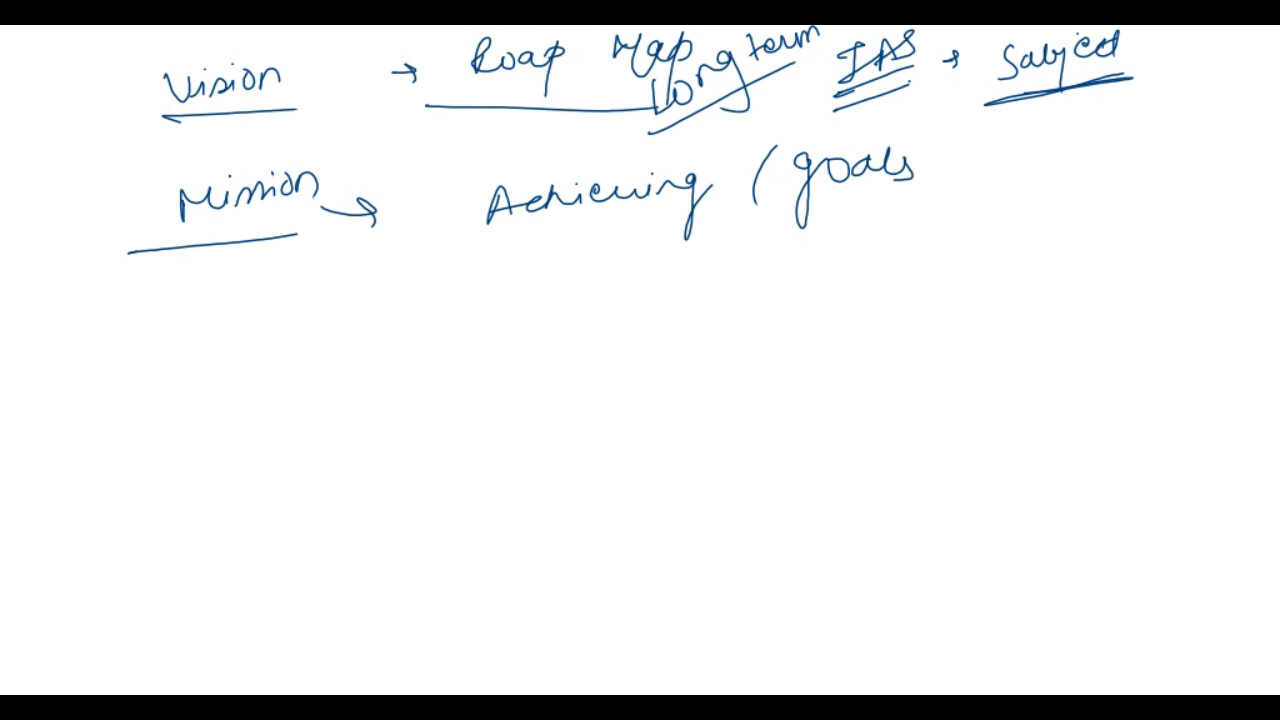 Vision → Roap Map Long term IAS → Subject
Mission → Achieving (goals